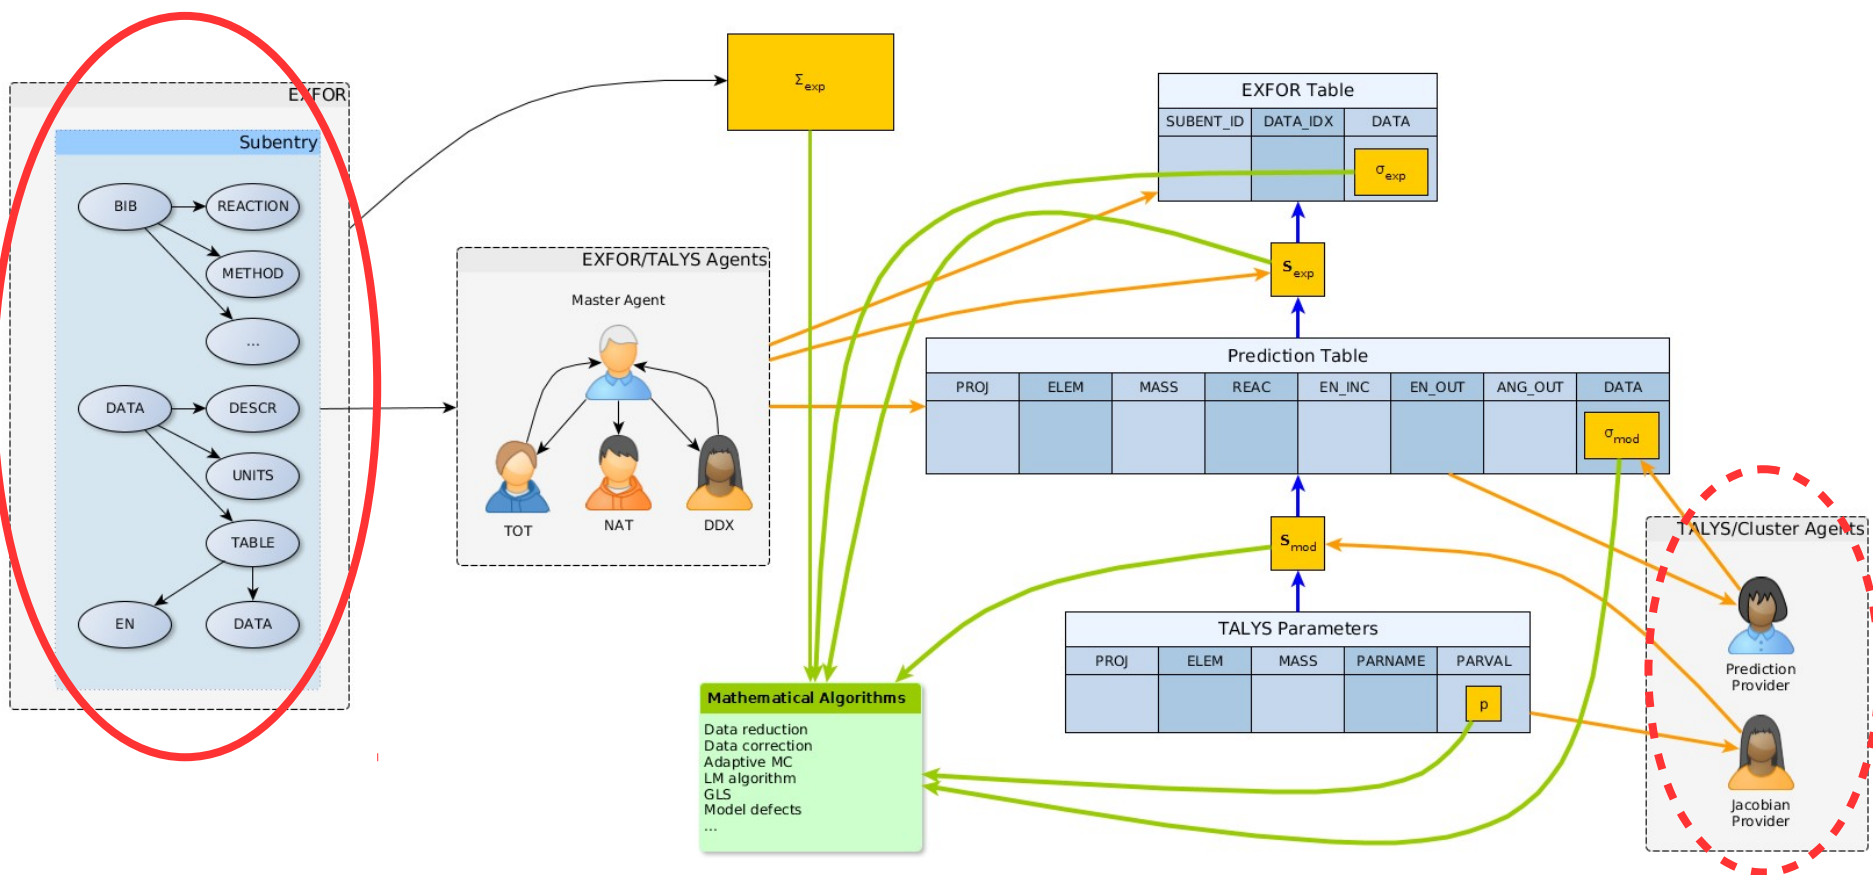 EXFOR
Subentry
BIB
REACTION
METHOD
...
DATA
DESCR
UNITS
TABLE
EN
DATA
Σexp
EXFOR/TALYS Agents
Master Agent
TOT
NAT
DDX
EXFOR Table
SUBENT_ID
DATA_IDX
DATA
σexp
Sexp
Prediction Table
PROJ
ELEM
MASS
REAC
EN_INC
EN_OUT
ANG_OUT
DATA
σmod
Smod
TALYS Parameters
PROJ
ELEM
MASS
PARNAME
PARVAL
p
TALYS/Cluster Agents
Prediction
Provider
Jacobian
Provider
Mathematical Algorithms
Data reduction
Data correction
Adaptive MC
LM algorithm
GLS
Model defects
...